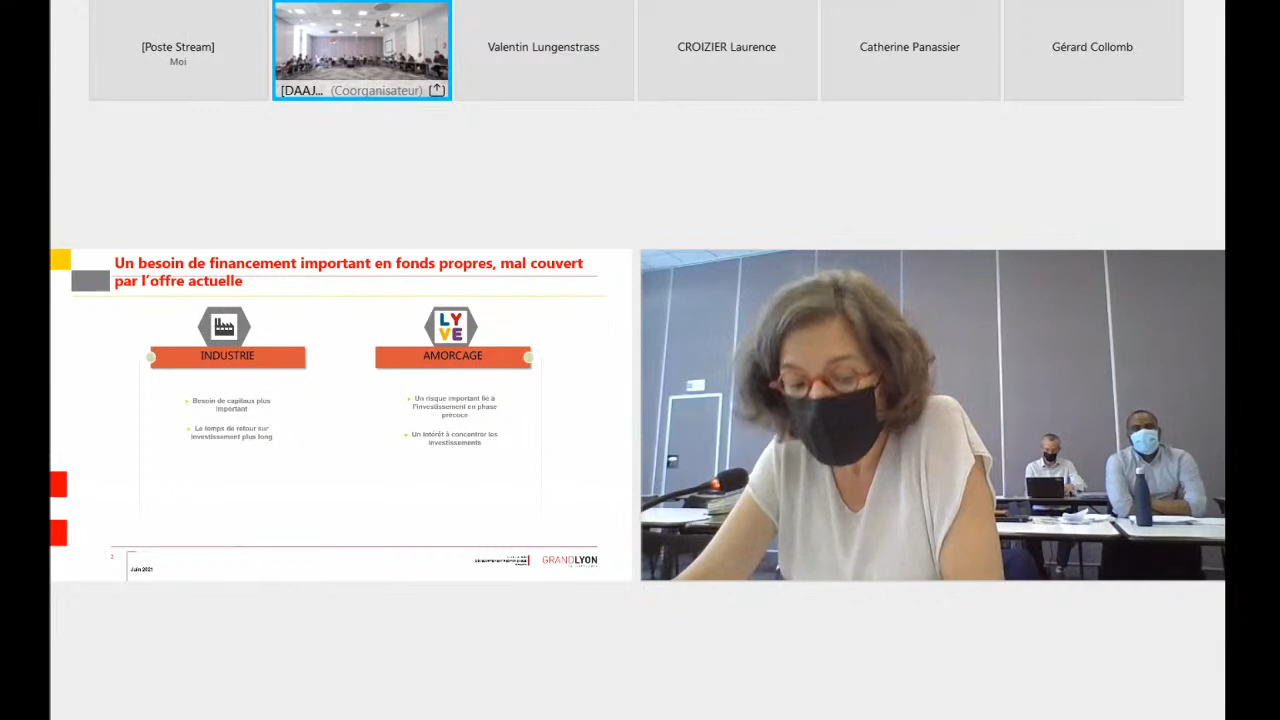 [Poste Stream]
Moi
[DAAJ... (Coorganisateur)
Valentin Lungenstrass
CROIZIER Laurence
Catherine Panassier
Gérard Collomb
Un besoin de financement important en fonds propres, mal couvert
par l'offre actuelle
INDUSTRIE
Besoin de capitaux plus
important
Le temps de retour sur
investissement plus long
LY
VE
AMORCAGE
Un risque important lié à
l'investissement en phase
précoce
Un intérêt à concentrer les
investissements
2
Juin 2021
GRANDLYON